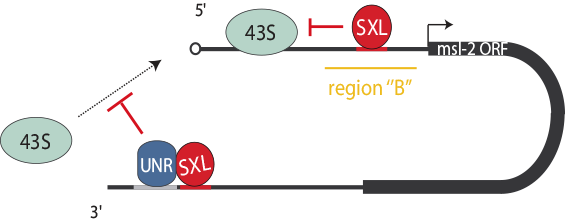 5'
43S
SXL
msl-2 ORF
region "B"
43S
UNR
SXL
3'